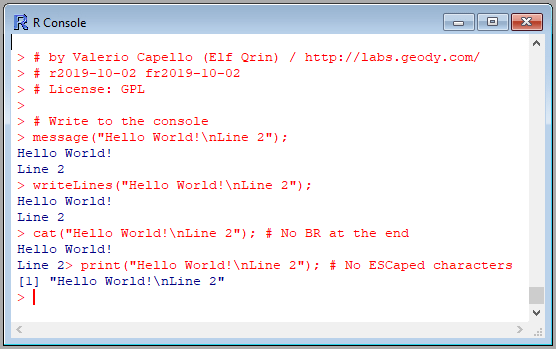 R Console
> # by Valerio Capello (Elf Qrin) / http://labs.geody.com/
> # r2019-10-02 fr2019-10-02
> # License: GPL
>
> # Write to the console
> message("Hello World!\nLine 2");
Hello World!
Line 2
> writeLines("Hello World!\nLine 2");
Hello World!
Line 2
> cat("Hello World!\nLine 2"); # No BR at the end
Hello World!
Line 2> print("Hello World!\nLine 2"); # No ESCaped characters
[1] "Hello World!\nLine 2"
>